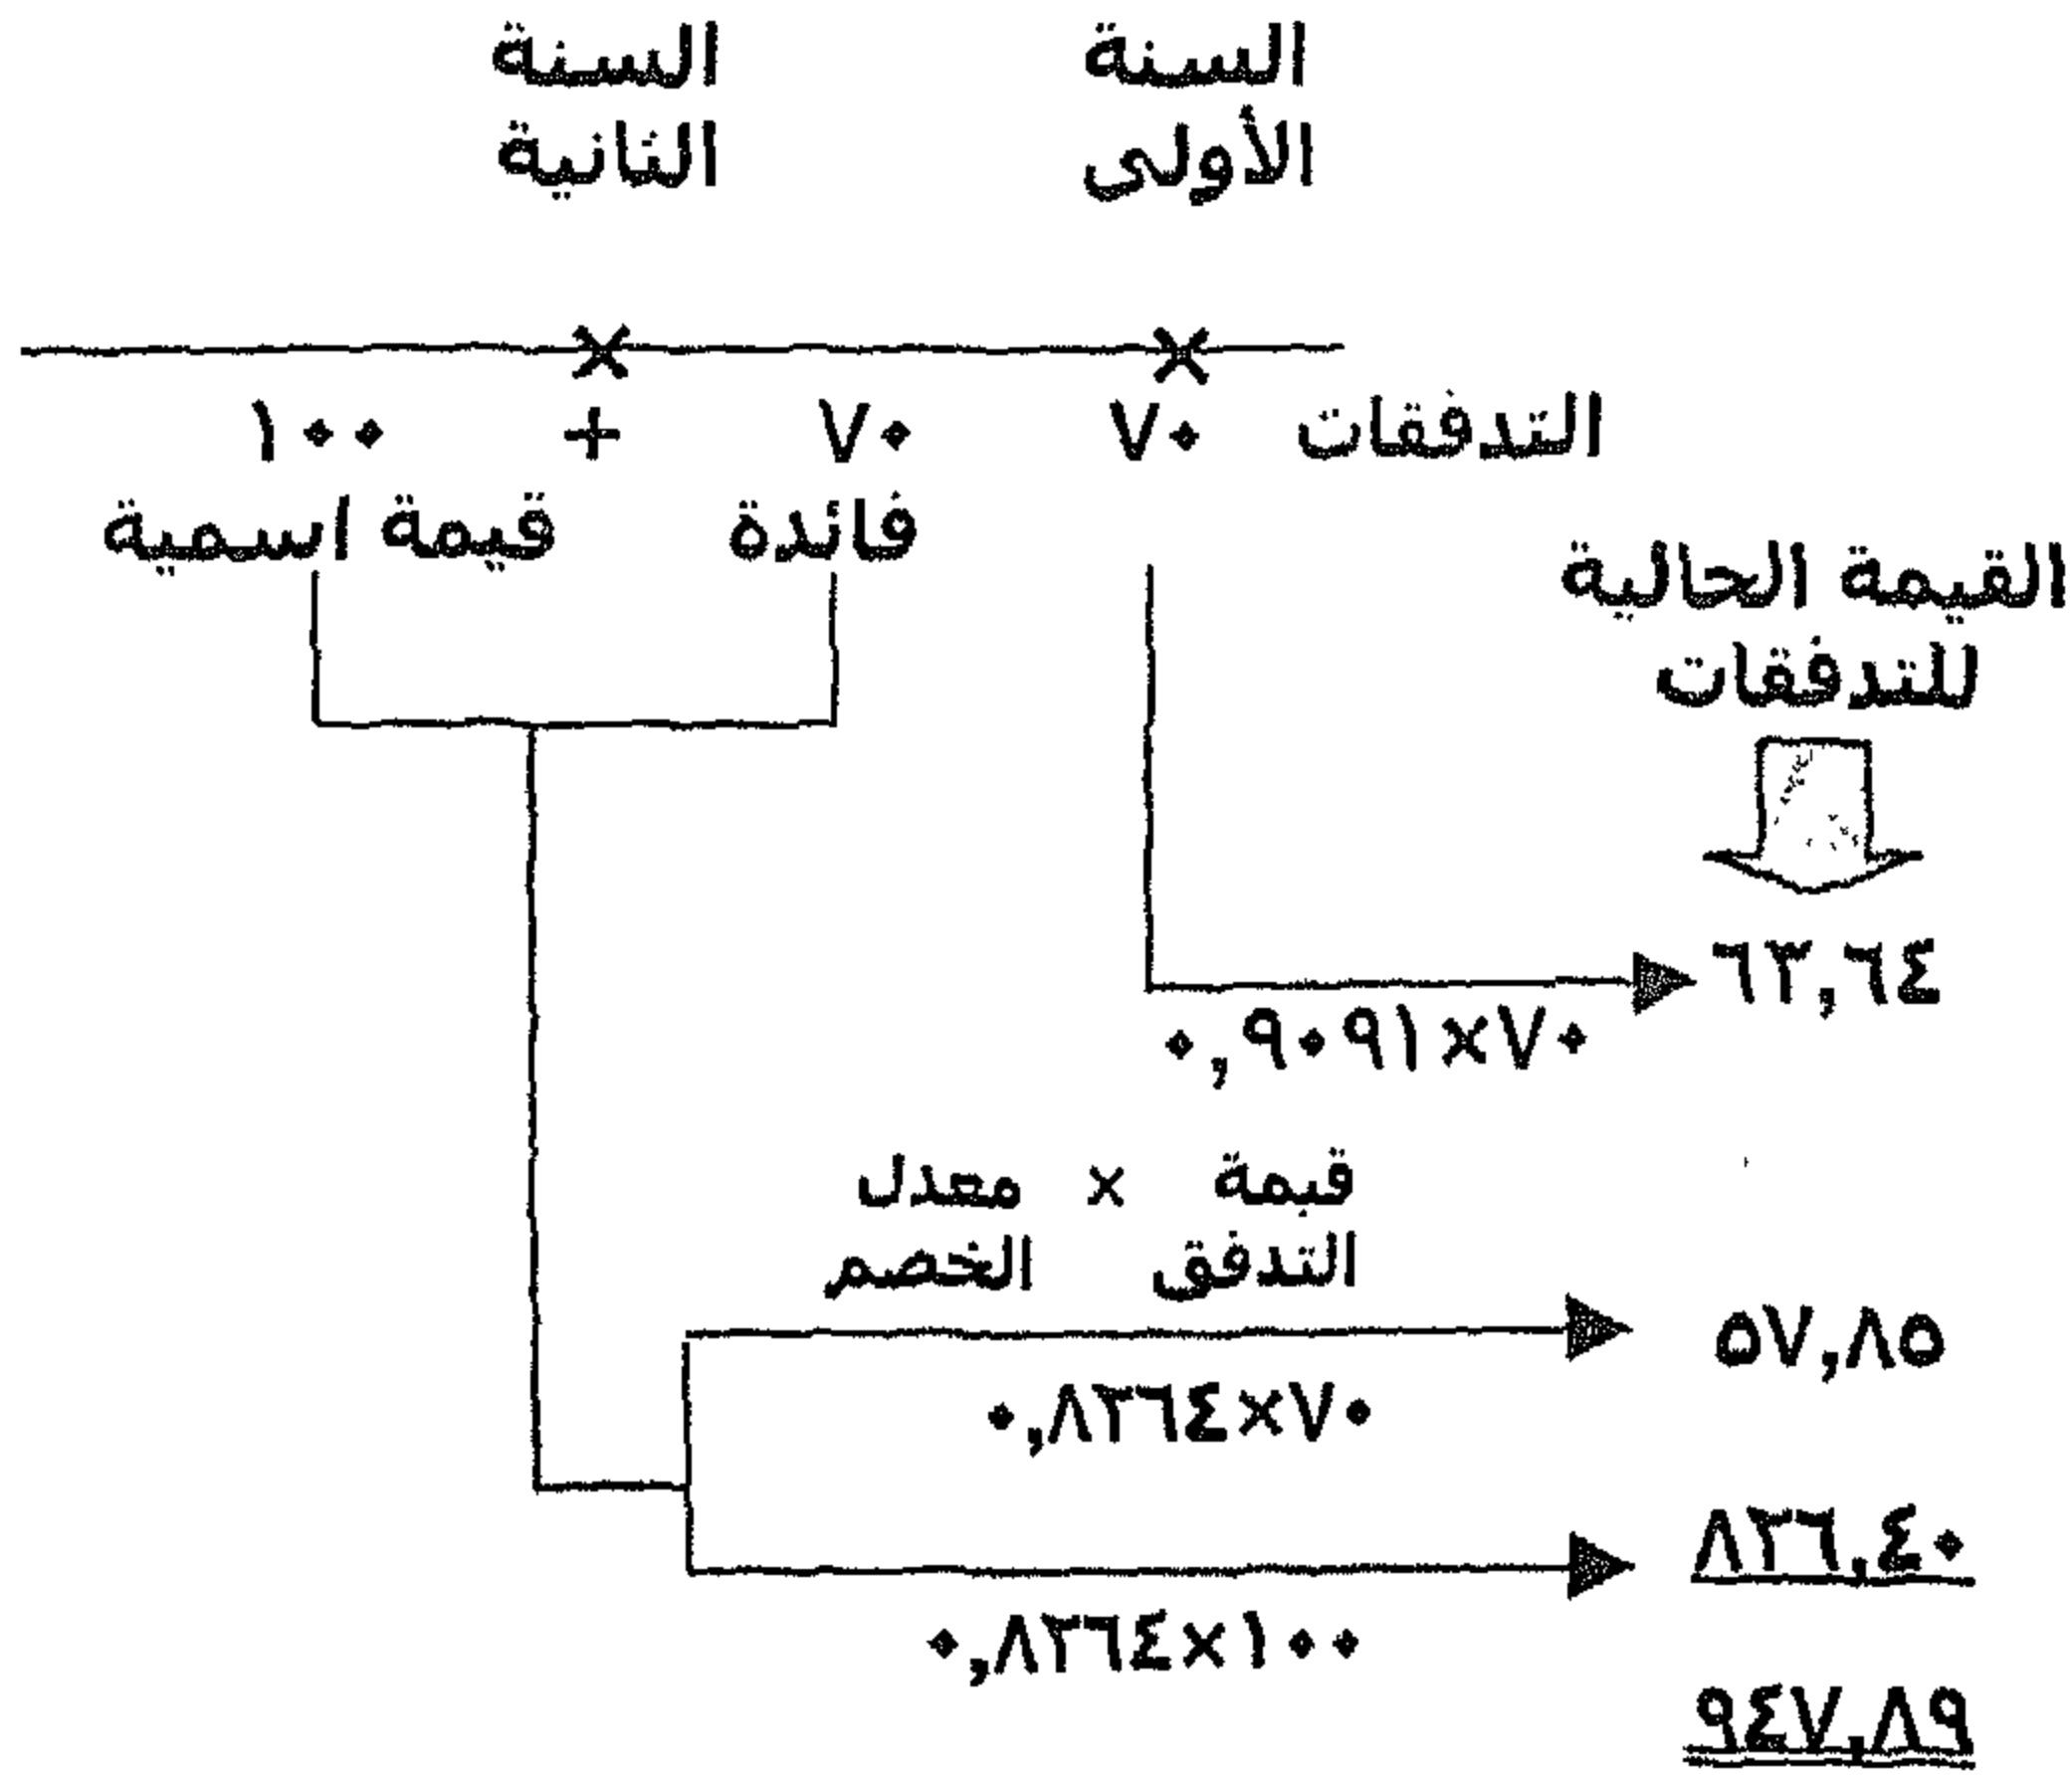 السنة الأولى
السنة الثانية
التدفقات ٧٠ ٧٠ + ١٠٠
فائدة قيمة اسمية
القيمة الحالية
للتدفقات
٦٣,٦٤
٠,٩٠٩١×٧٠
قيمة × معدل
التدفق الخصم
٥٧,٨٥
٠,٨٢٦٤×٧٠
٨٢٦,٤٠
٠,٨٢٦٤×١٠٠
٩٤٧,٨٩